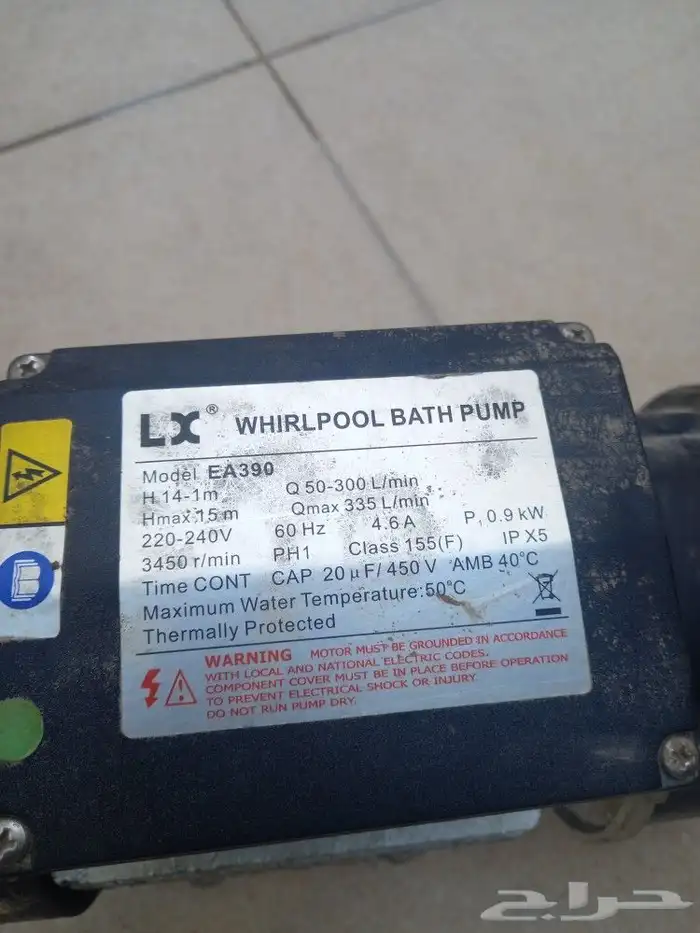 LX® WHIRLPOOL BATH PUMP
Model EA390
H 14-1m Q 50-300 L/min
Hmax 15 m Qmax 335 L/min
220-240V 60 Hz 4.6 A P₁ 0.9 kW
3450 r/min PH1 Class 155(F) IP X5
Time CONT CAP 20 µF/ 450 V AMB 40°C
Maximum Water Temperature:50°C
Thermally Protected
WARNING MOTOR MUST BE GROUNDED IN ACCORDANCE
WITH LOCAL AND NATIONAL ELECTRIC CODES.
COMPONENT COVER MUST BE IN PLACE BEFORE OPERATION
TO PREVENT ELECTRICAL SHOCK OR INJURY.
DO NOT RUN PUMP DRY.
حراج